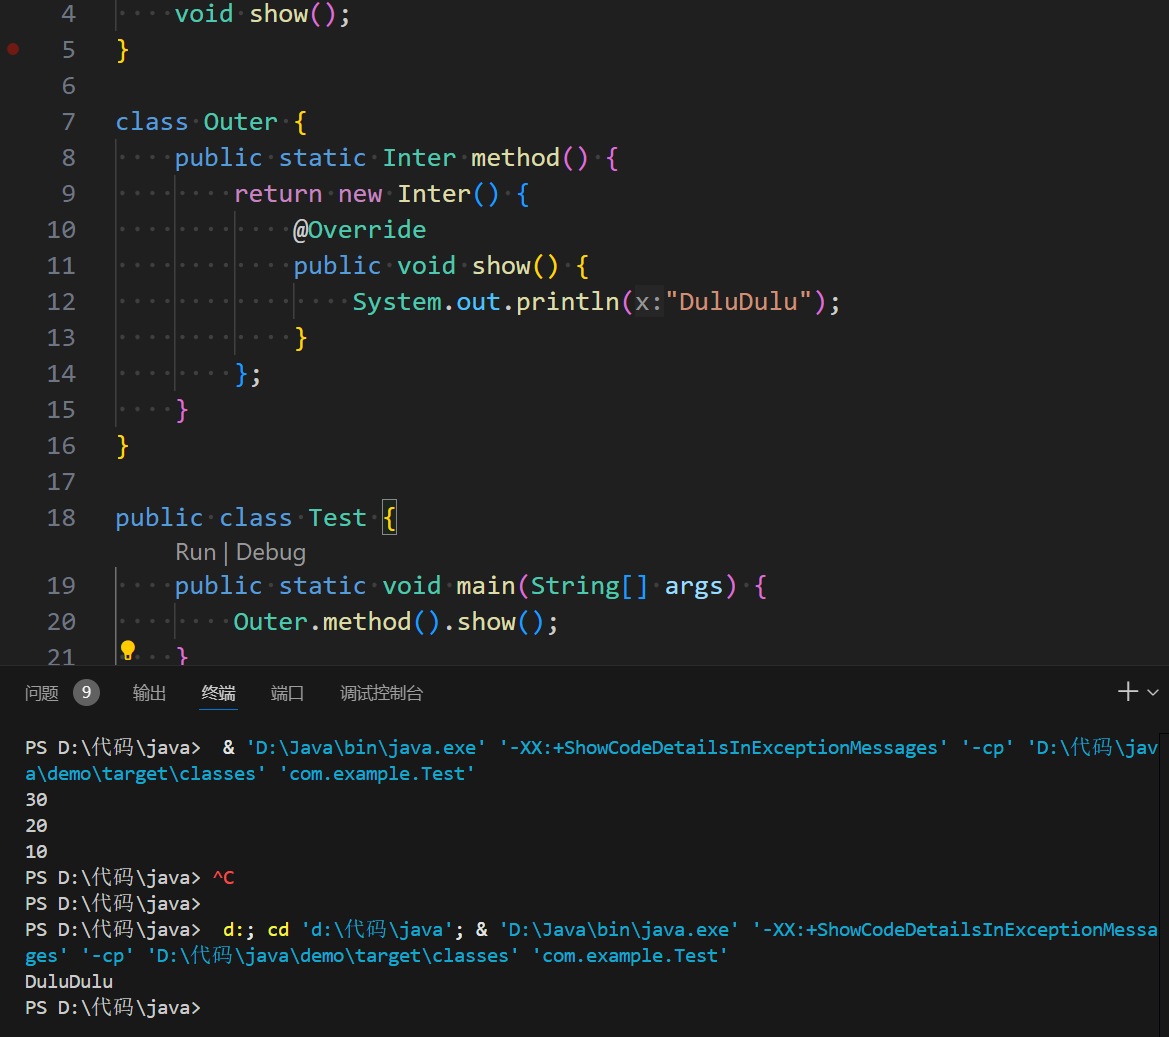 4 void show();
5 }
6
7 class Outer {
8 public static Inter method() {
9 return new Inter() {
10 @Override
11 public void show() {
12 System.out.println(x:"DuluDulu");
13 }
14 };
15 }
16 }
17
18 public class Test {
Run | Debug
19 public static void main(String[] args) {
20 Outer.method().show();
21 }
问题 9 输出 终端 端口 调试控制台
PS D:\代码\java>  & 'D:\Java\bin\java.exe' '-XX:+ShowCodeDetailsInExceptionMessages' '-cp' 'D:\代码\jav
a\demo\target\classes' 'com.example.Test'
30
20
10
PS D:\代码\java> ^C
PS D:\代码\java>
PS D:\代码\java>  d:; cd 'd:\代码\java'; & 'D:\Java\bin\java.exe' '-XX:+ShowCodeDetailsInExceptionMessa
ges' '-cp' 'D:\代码\java\demo\target\classes' 'com.example.Test'
DuluDulu
PS D:\代码\java>